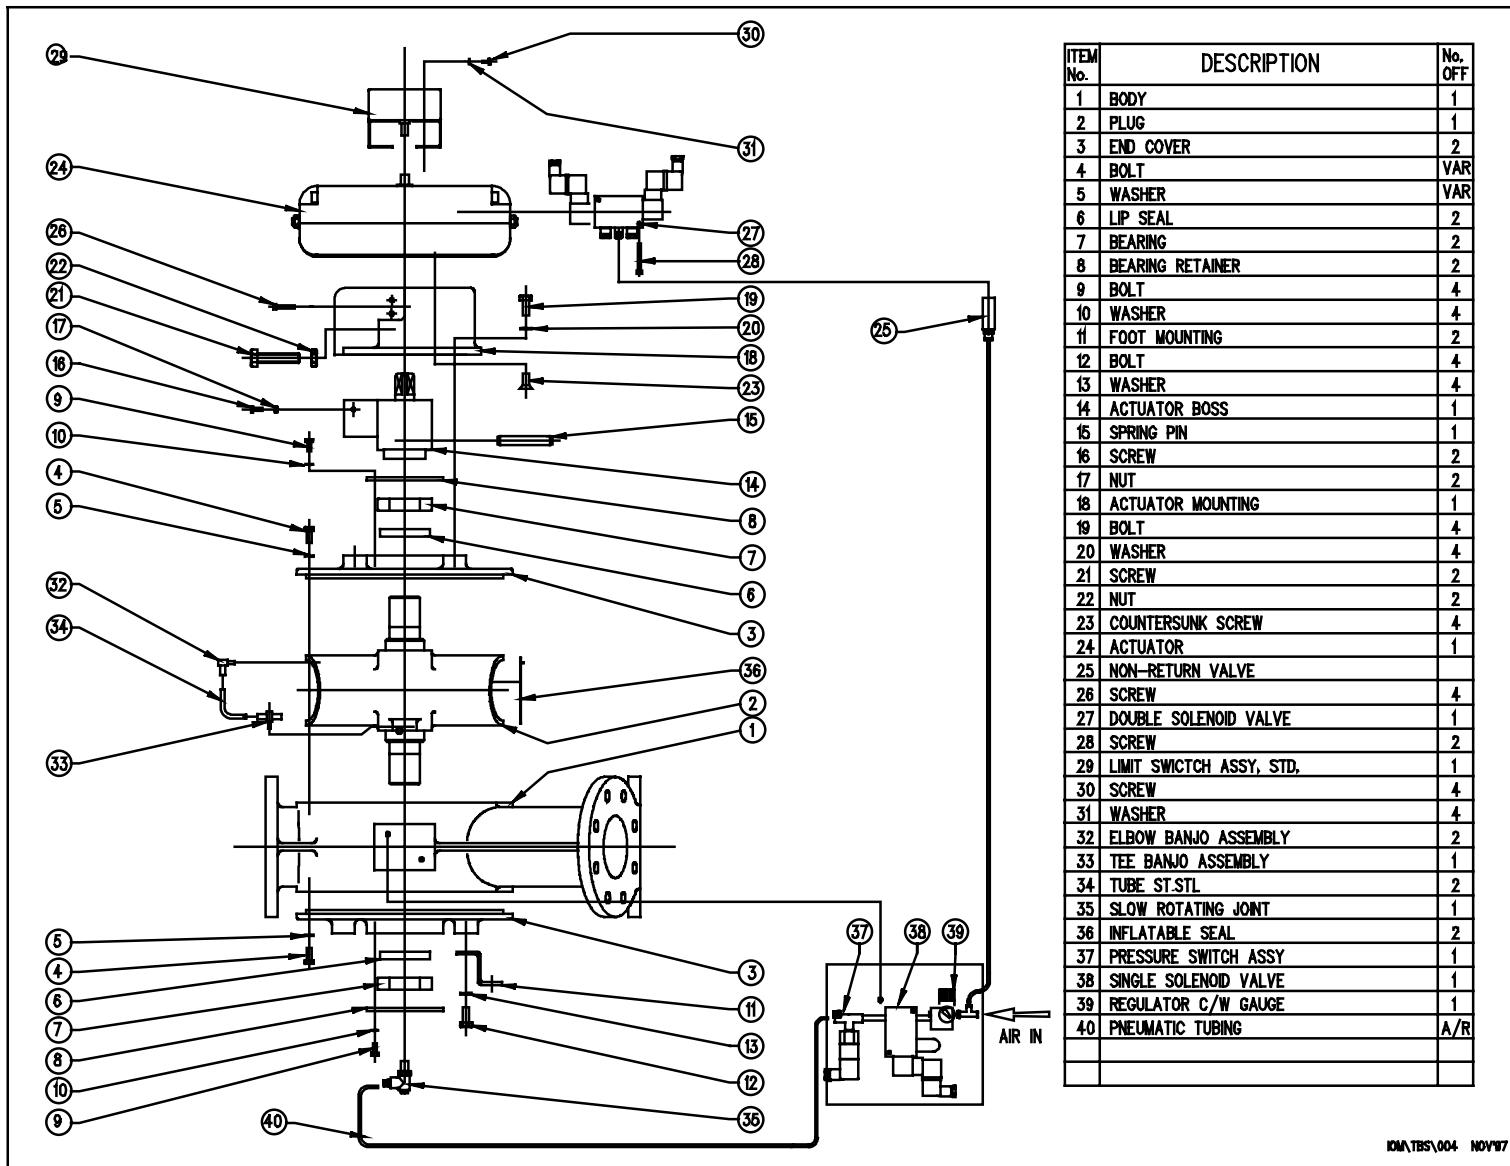 29
30
31
24
27
28
26
22
21
17
16
9
10
4
5
19
20
18
23
15
14
8
7
6
3
25
32
34
33
36
2
1
5
4
6
7
8
10
9
3
11
13
12
35
40
37
38
39
AIR IN
ITEM No. DESCRIPTION No. OFF
1 BODY 1
2 PLUG 1
3 END COVER 2
4 BOLT VAR
5 WASHER VAR
6 LIP SEAL 2
7 BEARING 2
8 BEARING RETAINER 2
9 BOLT 4
10 WASHER 4
11 FOOT MOUNTING 2
12 BOLT 4
13 WASHER 4
14 ACTUATOR BOSS 1
15 SPRING PIN 1
16 SCREW 2
17 NUT 2
18 ACTUATOR MOUNTING 1
19 BOLT 4
20 WASHER 4
21 SCREW 2
22 NUT 2
23 COUNTERSUNK SCREW 4
24 ACTUATOR 1
25 NON-RETURN VALVE
26 SCREW 4
27 DOUBLE SOLENOID VALVE 1
28 SCREW 2
29 LIMIT SWICTCH ASSY, STD, 1
30 SCREW 4
31 WASHER 4
32 ELBOW BANJO ASSEMBLY 2
33 TEE BANJO ASSEMBLY 1
34 TUBE ST.STL 2
35 SLOW ROTATING JOINT 1
36 INFLATABLE SEAL 2
37 PRESSURE SWITCH ASSY 1
38 SINGLE SOLENOID VALVE 1
39 REGULATOR C/W GAUGE 1
40 PNEUMATIC TUBING A/R
IOM\TBS\004 NOV'97